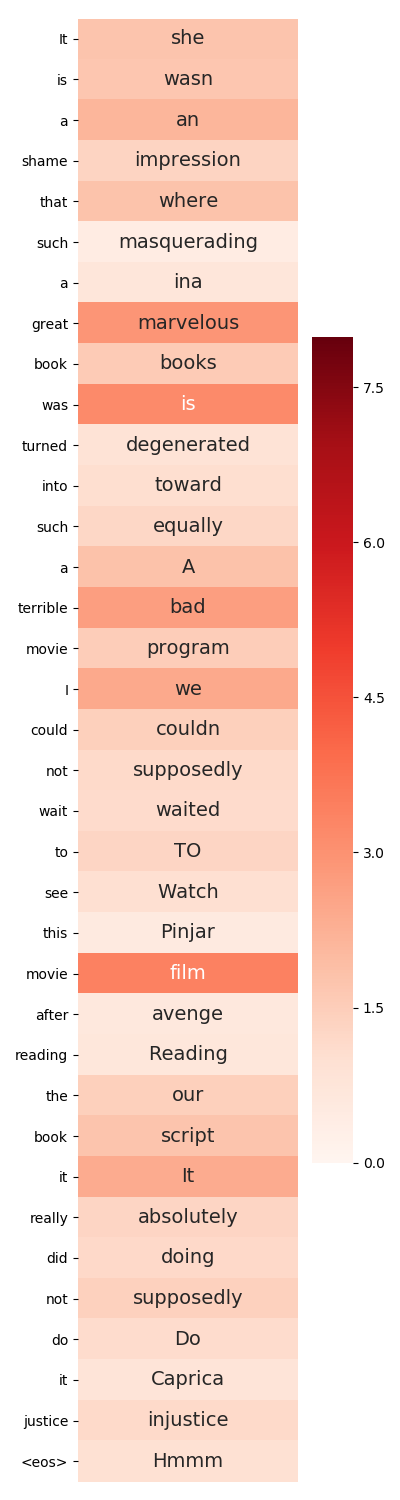 It she
is wasn
a an
shame impression
that where
such masquerading
a ina
great marvelous
book books
was is
turned degenerated
into toward
such equally
a A
terrible bad
movie program
I we
could couldn
not supposedly
wait waited
to TO
see Watch
this Pinjar
movie film
after avenge
reading Reading
the our
book script
it It
really absolutely
did doing
not supposedly
do Do
it Caprica
justice injustice
<eos> Hmmm
7.5
6.0
4.5
3.0
1.5
0.0